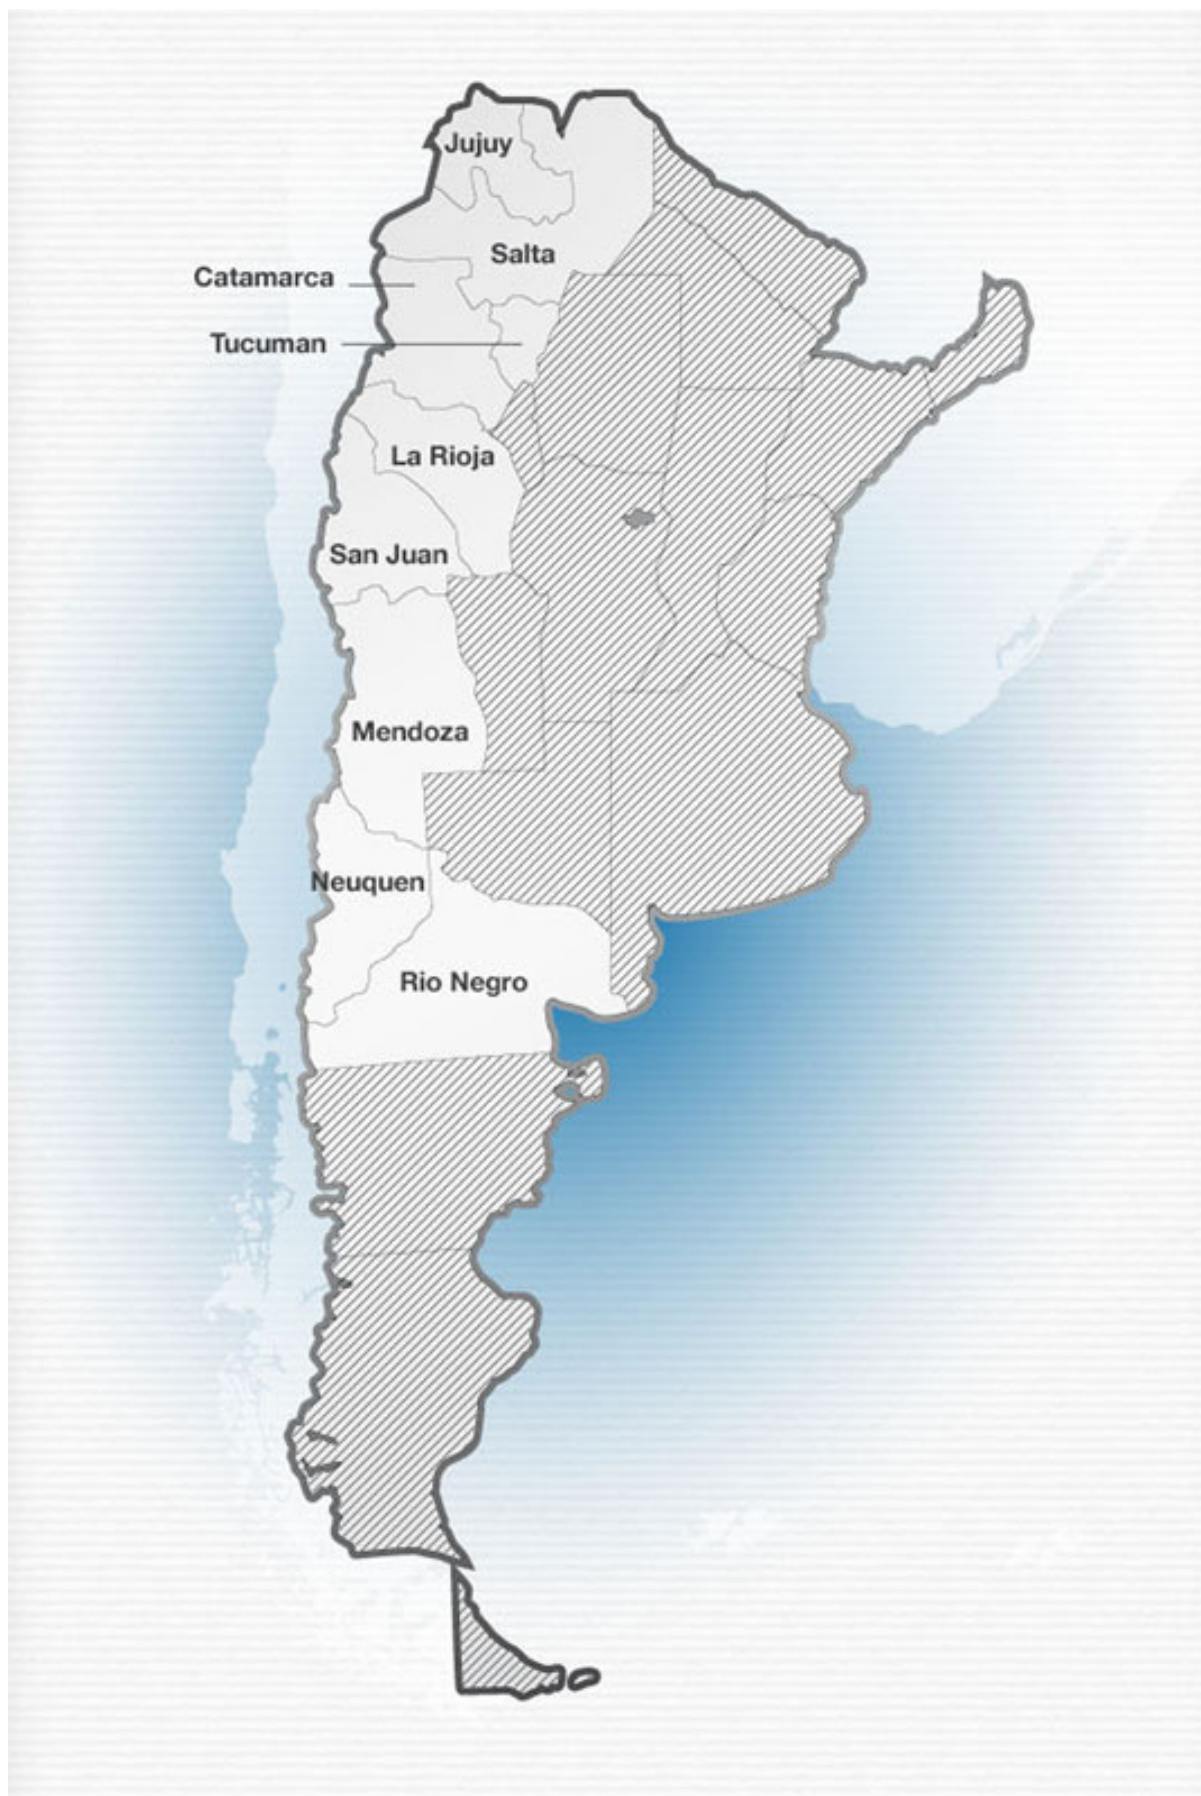 Jujuy
Salta
Catamarca
Tucuman
La Rioja
San Juan
Mendoza
Neuquen
Rio Negro